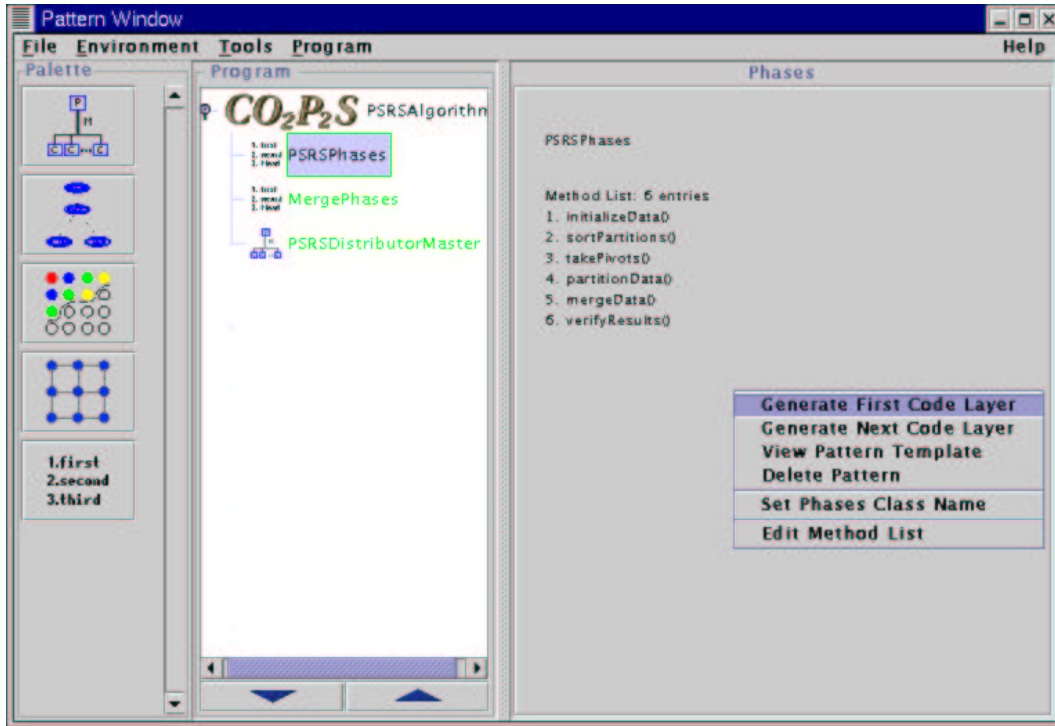 Pattern Window
File Environment Tools Program Help
Palette
Program
Phases
P
M
C C C
1.first
2.second
3.third
CO2P2S PSRSAlgorithm
PSRSPhases
MergePhases
PSRSDistributorMaster
PSRSPhases
Method List: 6 entries
1. initializeData()
2. sortPartitions()
3. takePivots()
4. partitionData()
5. mergeData()
6. verifyResults()
Generate First Code Layer
Generate Next Code Layer
View Pattern Template
Delete Pattern
Set Phases Class Name
Edit Method List